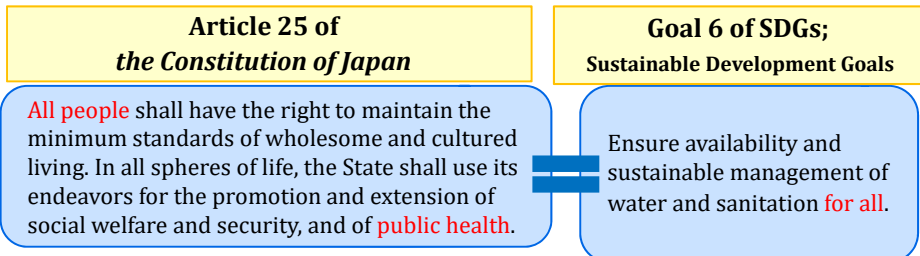 Article 25 of
the Constitution of Japan
All people shall have the right to maintain the
minimum standards of wholesome and cultured
living. In all spheres of life, the State shall use its
endeavors for the promotion and extension of
social welfare and security, and of public health.
Goal 6 of SDGs;
Sustainable Development Goals
Ensure availability and
sustainable management of
water and sanitation for all.